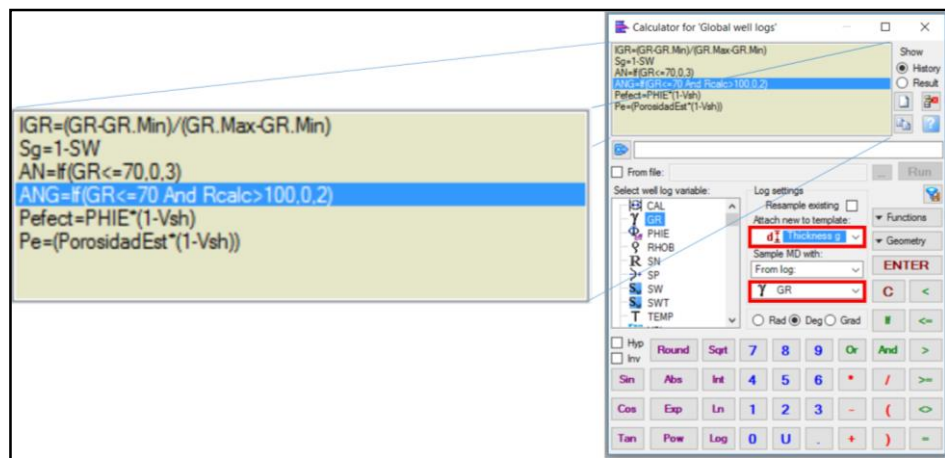 IGR=(GR-GR.Min)/(GR.Max-GR.Min)
Sg=1-SW
AN=If(GR<=70,0,3)
ANG=If(GR<=70 And Rcalc>100,0,2)
Pefect=PHIE*(1-Vsh)
Pe=(PorosidadEst*(1-Vsh))
Calculator for 'Global well logs'
IGR=(GR-GR.Min)/(GR.Max-GR.Min)
Sg=1-SW
AN=If(GR<=70,0,3)
ANG=If(GR<=70 And Rcalc>100,0,2)
Pefect=PHIE*(1-Vsh)
Pe=(PorosidadEst*(1-Vsh))
Show
History
Result
From file:
... Run
Select well log variable:
CAL
GR
PHIE
RHOB
SN
SP
SW
SWT
TEMP
Log settings
Resample existing
Attach new to template:
Thickness g
Sample MD with:
From log:
GR
Rad Deg Grad
Functions
Geometry
ENTER
C <
If <=
Hyp
Inv
Round Sqrt 7 8 9 Or And >
Sin Abs Int 4 5 6 * / >=
Cos Exp Ln 1 2 3 - ( <>
Tan Pow Log 0 U . + ) =